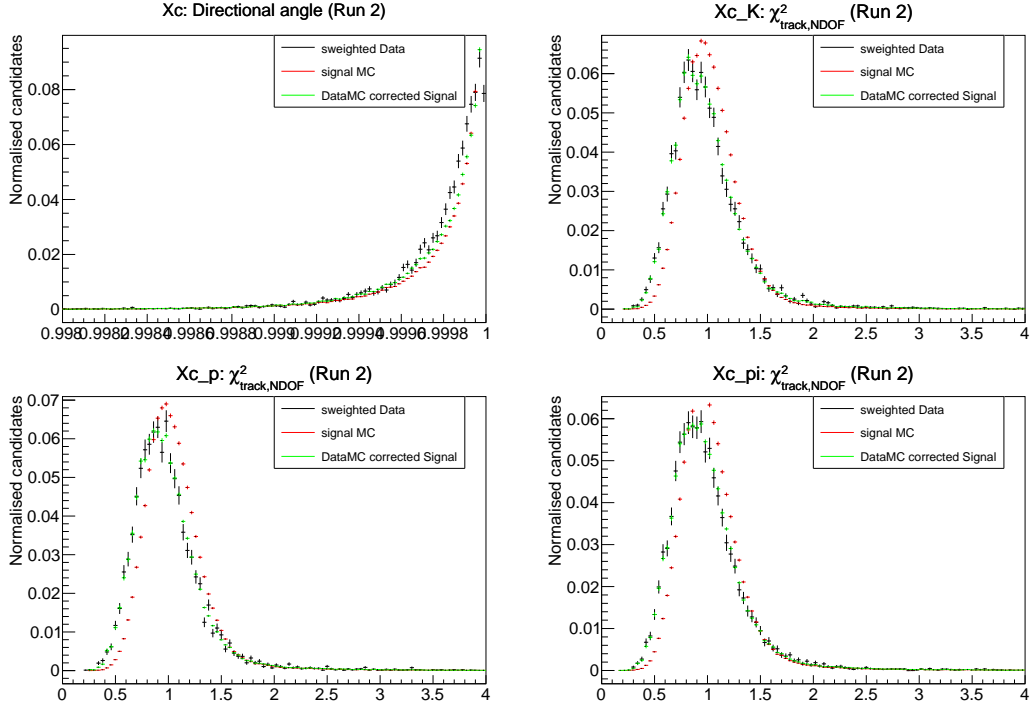 Xc: Directional angle (Run 2)
Normalised candidates
sweighted Data
signal MC
DataMC corrected Signal
0.08
0.06
0.04
0.02
0
0.998 0.9982 0.9984 0.9986 0.9988 0.999 0.9992 0.9994 0.9996 0.9998 1
Xc_K: χ²track,NDOF (Run 2)
Normalised candidates
sweighted Data
signal MC
DataMC corrected Signal
0.06
0.05
0.04
0.03
0.02
0.01
0
0 0.5 1 1.5 2 2.5 3 3.5 4
Xc_p: χ²track,NDOF (Run 2)
Normalised candidates
sweighted Data
signal MC
DataMC corrected Signal
0.07
0.06
0.05
0.04
0.03
0.02
0.01
0
0 0.5 1 1.5 2 2.5 3 3.5 4
Xc_pi: χ²track,NDOF (Run 2)
Normalised candidates
sweighted Data
signal MC
DataMC corrected Signal
0.06
0.05
0.04
0.03
0.02
0.01
0
0 0.5 1 1.5 2 2.5 3 3.5 4